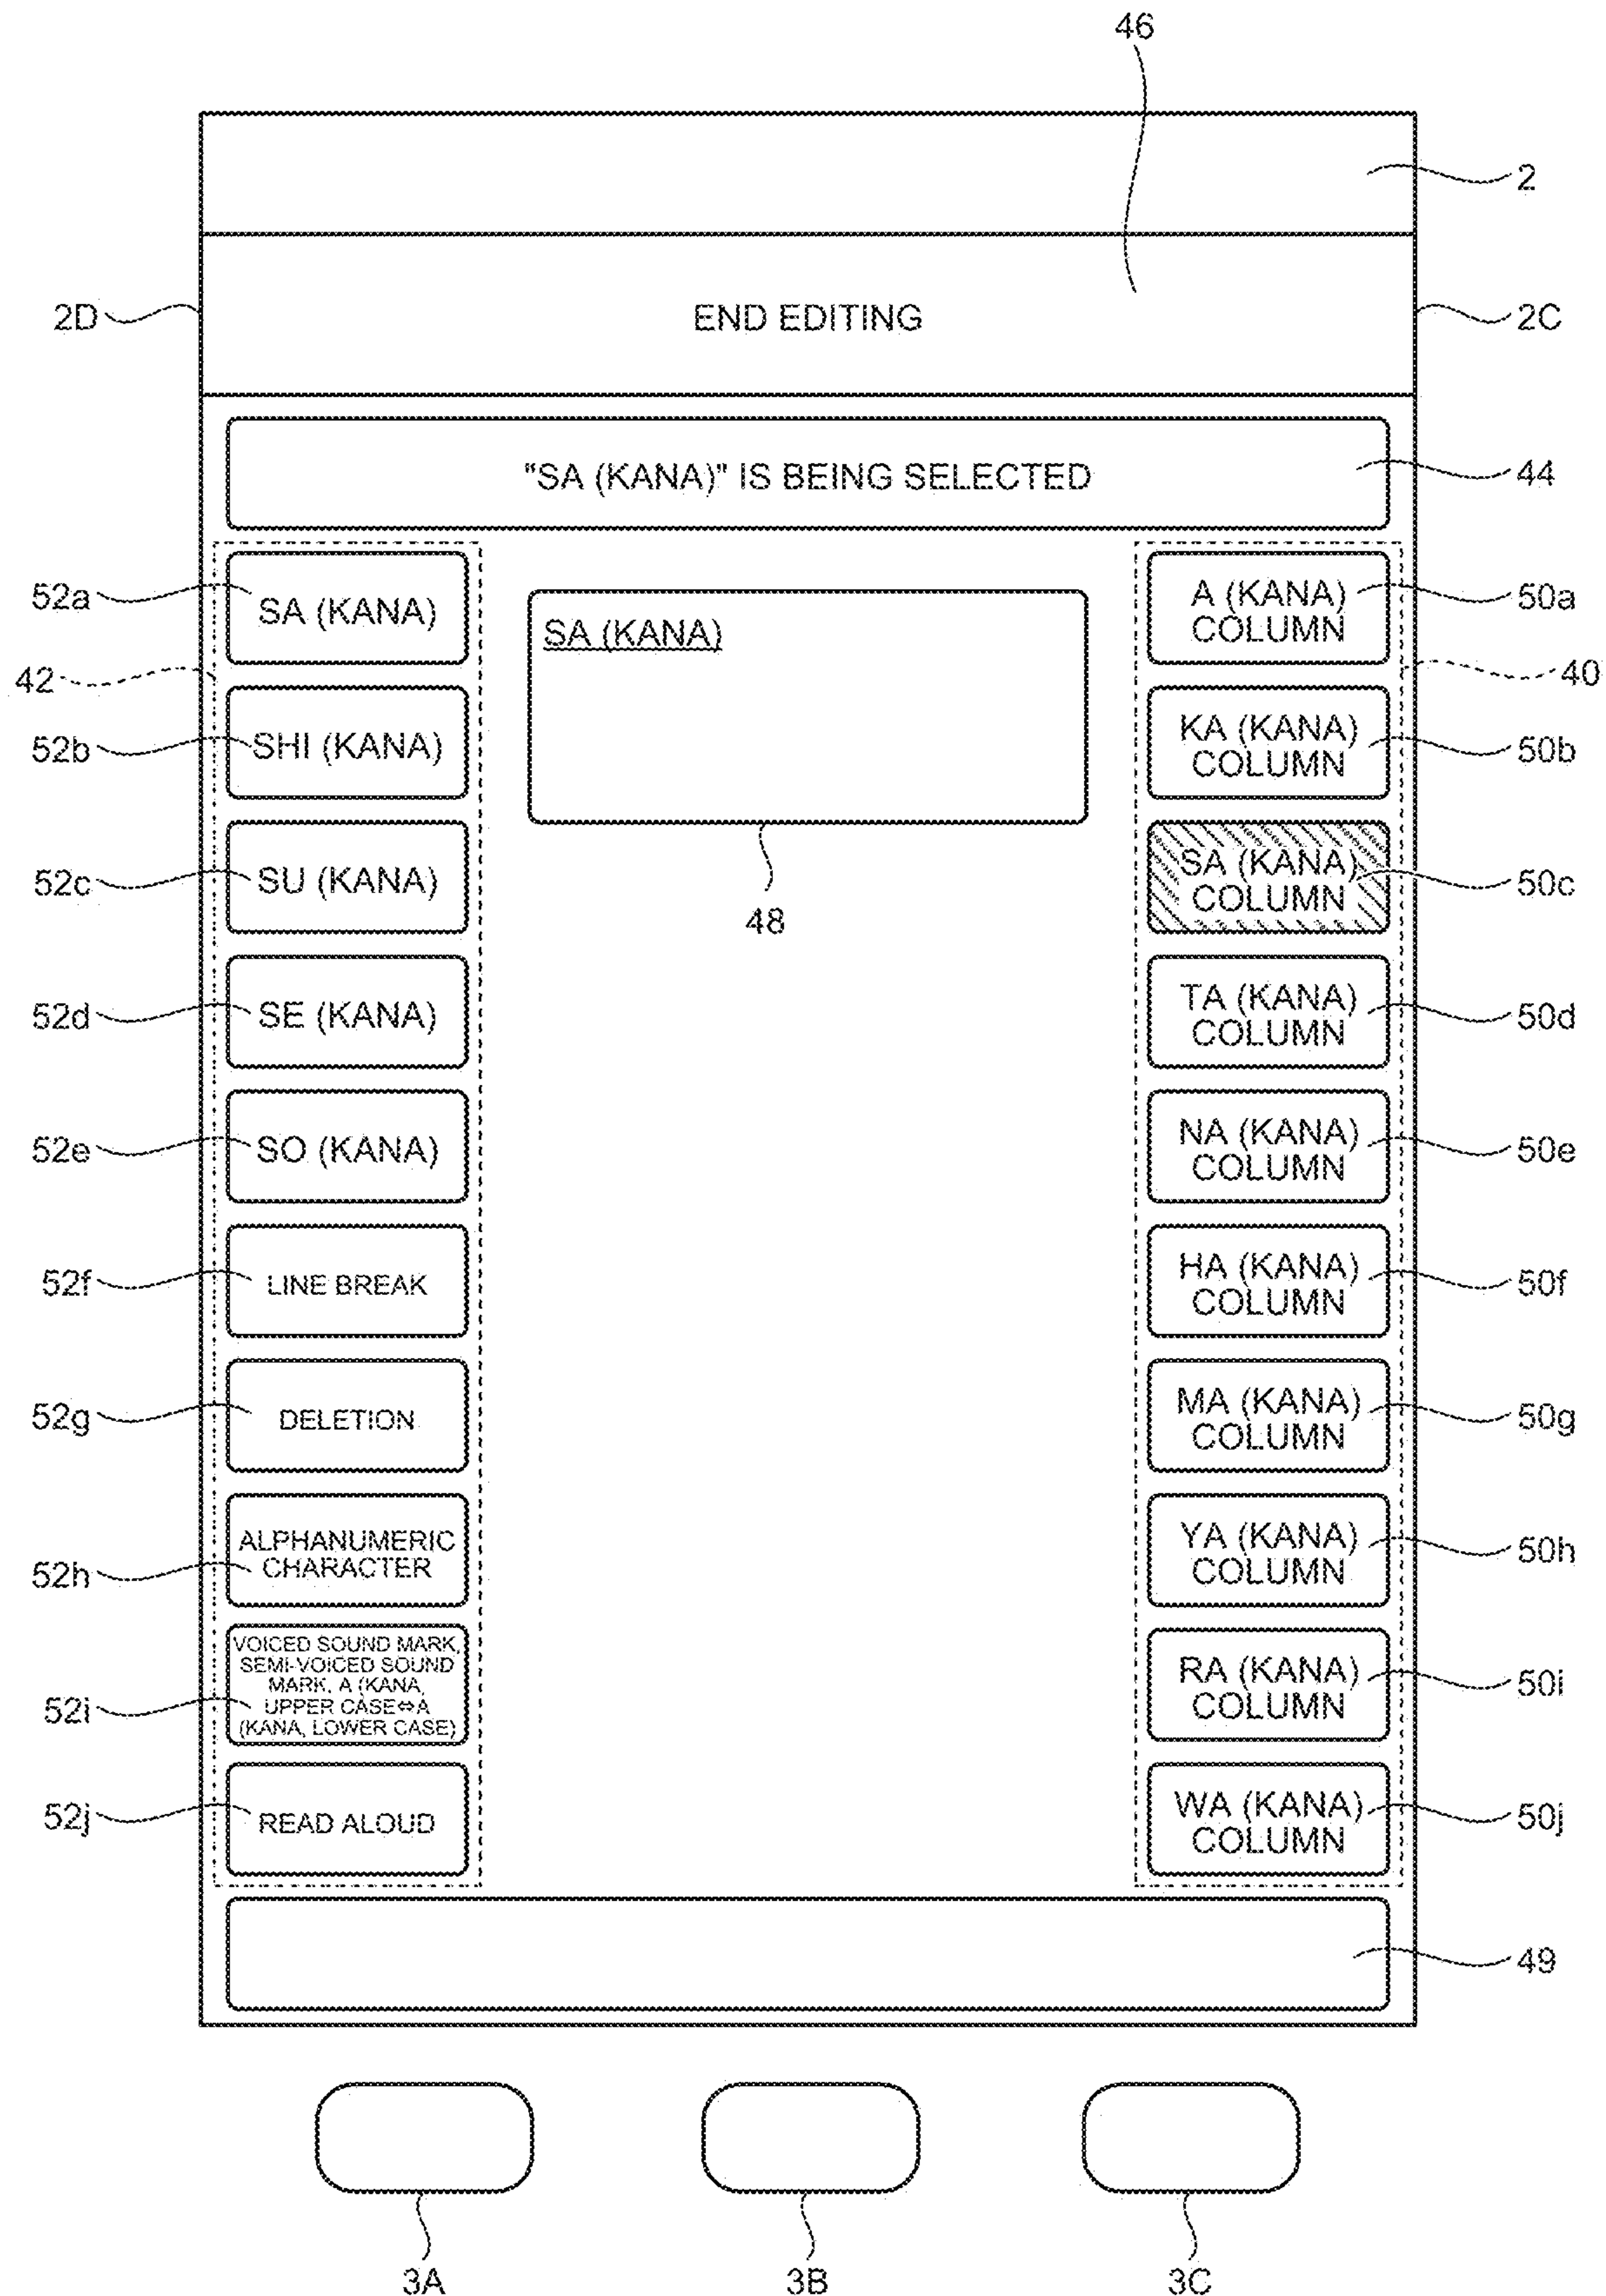 46
2
2D
END EDITING
2C
"SA (KANA)" IS BEING SELECTED
44
52a
SA (KANA)
SA (KANA)
A (KANA)
COLUMN
50a
42
40
52b
SHI (KANA)
KA (KANA)
COLUMN
50b
52c
SU (KANA)
48
SA (KANA)
COLUMN
50c
52d
SE (KANA)
TA (KANA)
COLUMN
50d
52e
SO (KANA)
NA (KANA)
COLUMN
50e
52f
LINE BREAK
HA (KANA)
COLUMN
50f
52g
DELETION
MA (KANA)
COLUMN
50g
52h
ALPHANUMERIC
CHARACTER
YA (KANA)
COLUMN
50h
52i
VOICED SOUND MARK,
SEMI-VOICED SOUND
MARK, A (KANA,
UPPER CASE⇔A
(KANA, LOWER CASE)
RA (KANA)
COLUMN
50i
52j
READ ALOUD
WA (KANA)
COLUMN
50j
49
3A
3B
3C